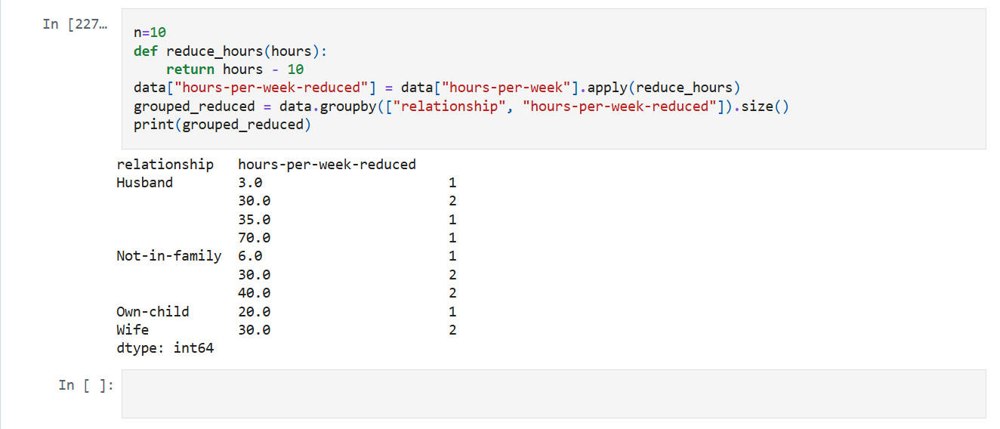 In [227…
n=10
def reduce_hours(hours):
    return hours - 10
data["hours-per-week-reduced"] = data["hours-per-week"].apply(reduce_hours)
grouped_reduced = data.groupby(["relationship", "hours-per-week-reduced"]).size()
print(grouped_reduced)
relationship   hours-per-week-reduced
Husband        3.0                       1
               30.0                      2
               35.0                      1
               70.0                      1
Not-in-family  6.0                       1
               30.0                      2
               40.0                      2
Own-child      20.0                      1
Wife           30.0                      2
dtype: int64
In [ ]: